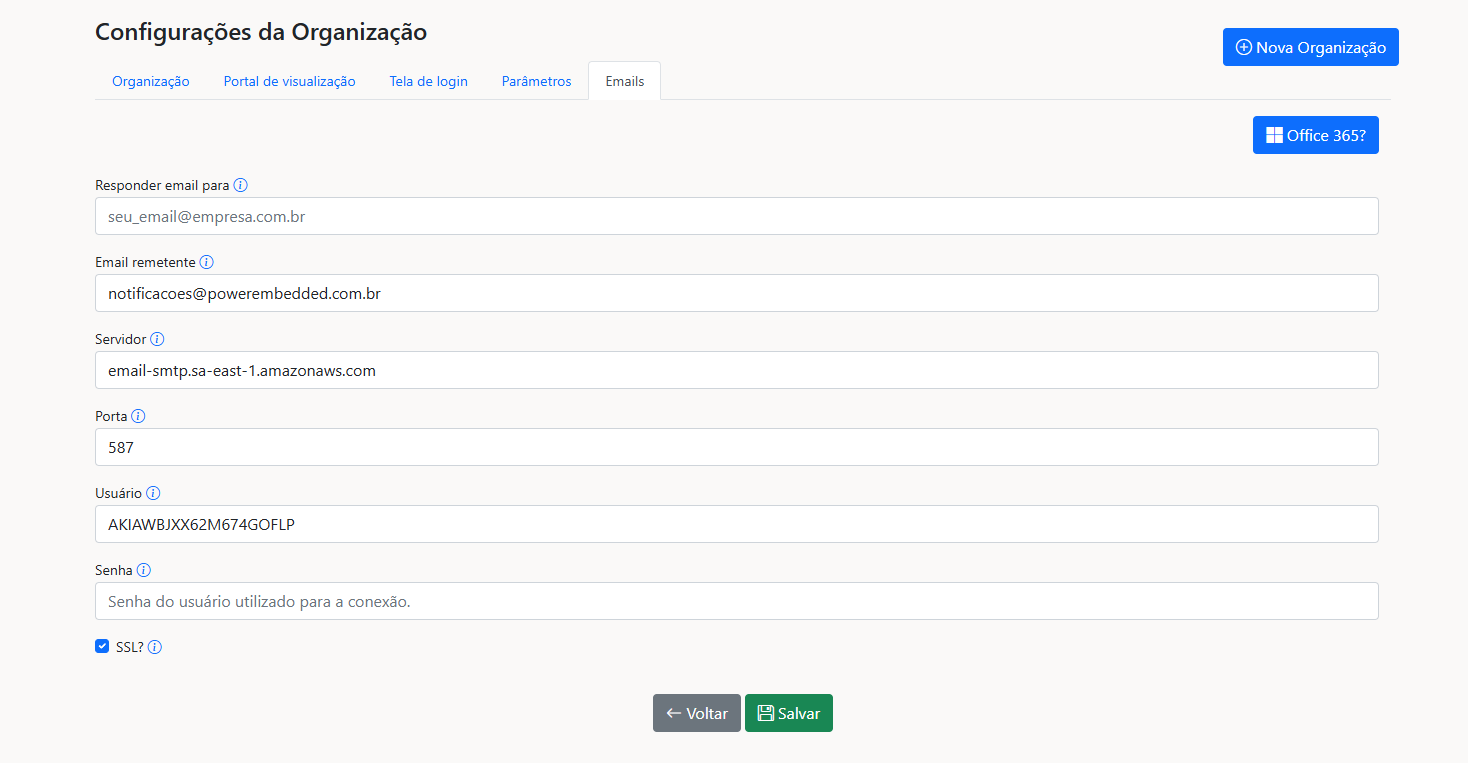 Configurações da Organização
Nova Organização
Organização
Portal de visualização
Tela de login
Parâmetros
Emails
Office 365?
Responder email para
seu_email@empresa.com.br
Email remetente
notificacoes@powerembedded.com.br
Servidor
email-smtp.sa-east-1.amazonaws.com
Porta
587
Usuário
AKIAWBJXX62M674GOFLP
Senha
Senha do usuário utilizado para a conexão.
SSL?
Voltar
Salvar